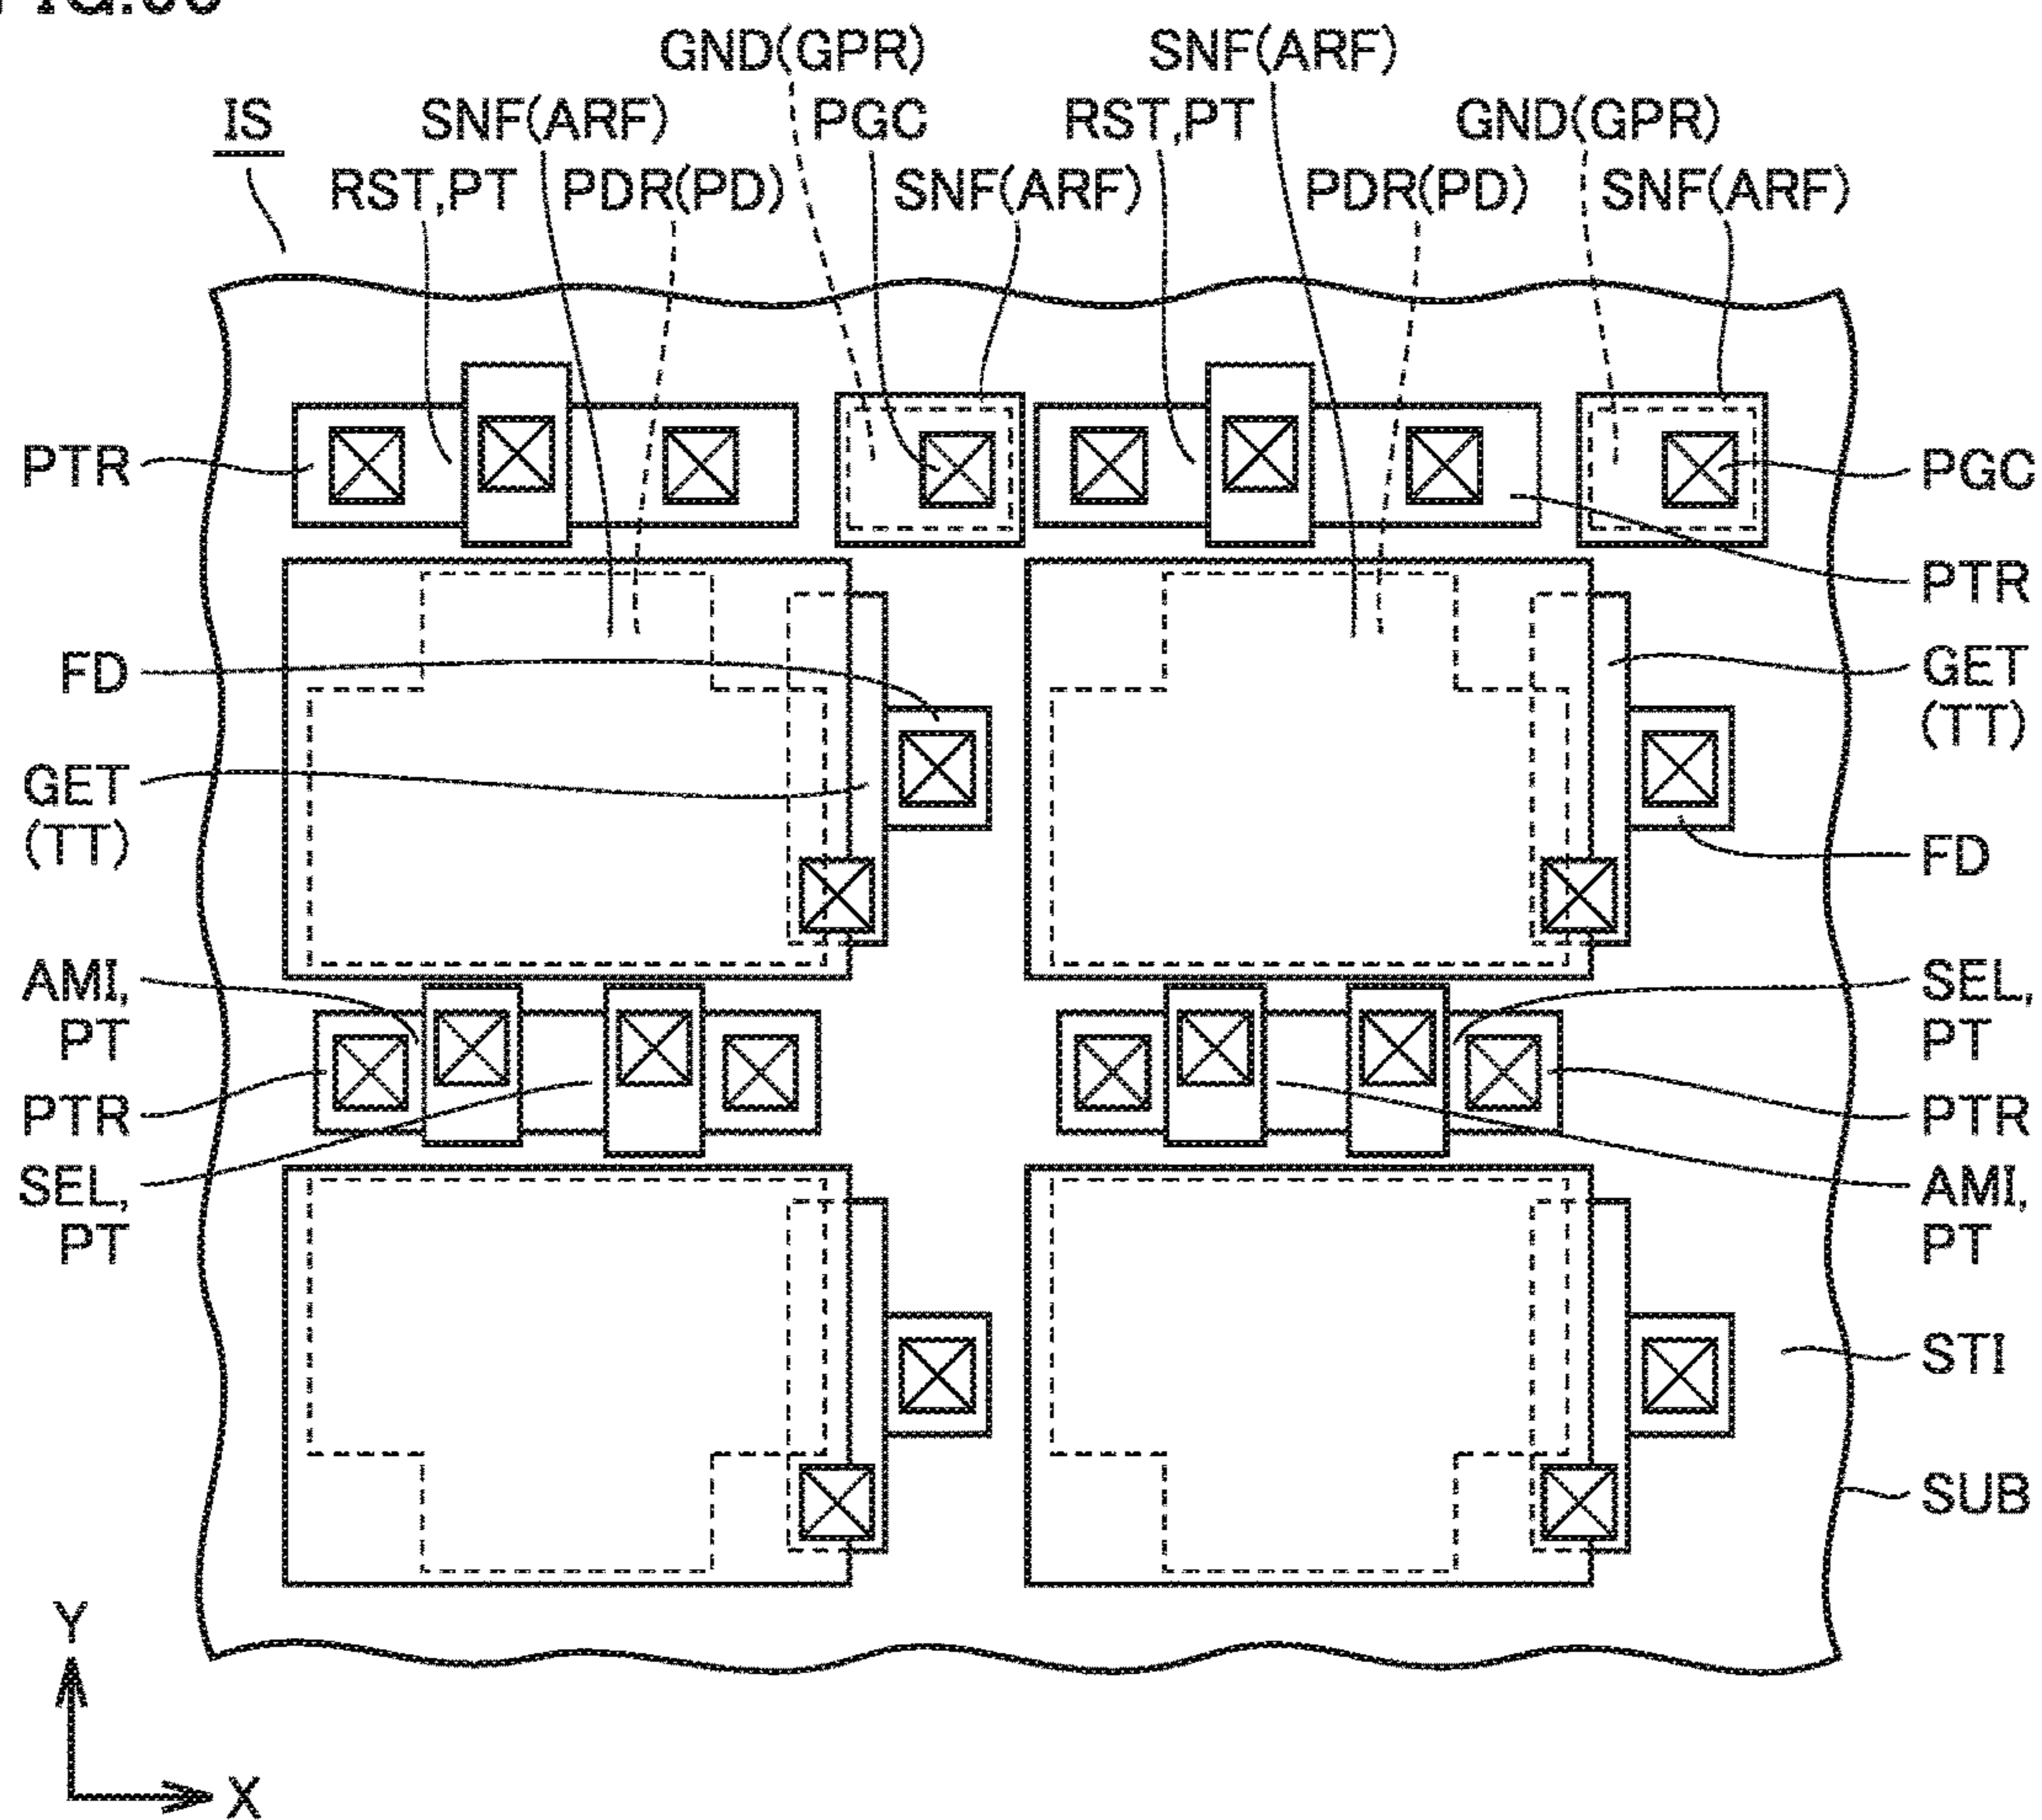 GND(GPR) SNF(ARF)
IS SNF(ARF) PGC RST,PT GND(GPR)
RST,PT PDR(PD) SNF(ARF) PDR(PD) SNF(ARF)
PTR PGC
PTR
FD GET
(TT)
GET
(TT) FD
AMI,
PT SEL,
PT
PTR PTR
SEL,
PT AMI,
PT
STI
SUB
Y
X